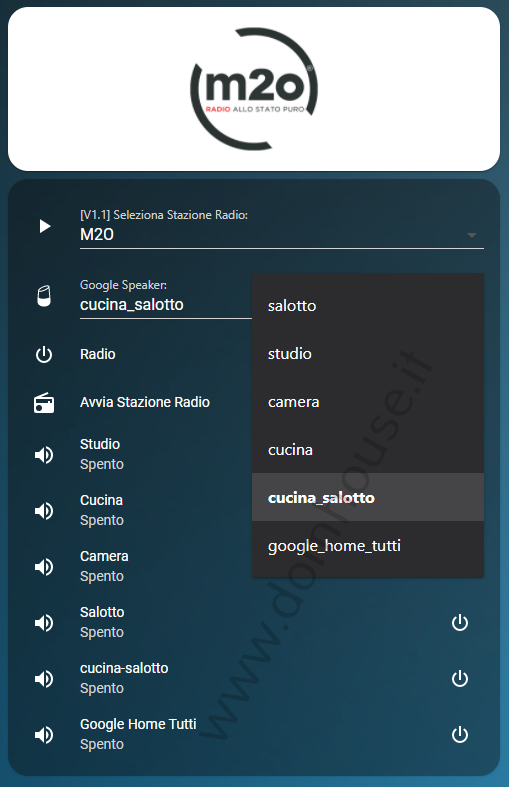 m2o
®
RADIO ALLO STATO PURO
[V1.1] Seleziona Stazione Radio:
M2O
Google Speaker:
cucina_salotto
salotto
studio
camera
cucina
cucina_salotto
google_home_tutti
Radio
Avvia Stazione Radio
Studio
Spento
Cucina
Spento
Camera
Spento
Salotto
Spento
cucina-salotto
Spento
Google Home Tutti
Spento
www.domhouse.it